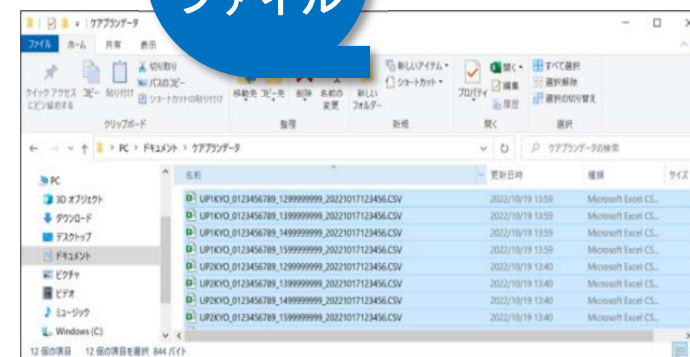 ファイル
ケアプランデータ
ファイル ホーム 共有 表示
クイック アクセスにピン留めする
コピー
貼り付け
切り取り
パスのコピー
ショートカットの貼り付け
移動先 コピー先 削除 名前の変更
新しいフォルダー
新しいアイテム
ショートカット
プロパティ
開く
編集
履歴
すべて選択
選択解除
選択の切り替え
クリップボード 整理 新規 開く 選択
PC > ドキュメント > ケアプランデータ
ケアプランデータの検索
PC
3D オブジェクト
ダウンロード
デスクトップ
ドキュメント
ピクチャ
ビデオ
ミュージック
Windows (C)
名前 更新日時 種類 サイズ
UP1KYO_0123456789_1299999999_20221017123456.CSV 2022/10/19 13:59 Microsoft Excel CS...
UP1KYO_0123456789_1399999999_20221017123456.CSV 2022/10/19 13:59 Microsoft Excel CS...
UP1KYO_0123456789_1499999999_20221017123456.CSV 2022/10/19 13:59 Microsoft Excel CS...
UP1KYO_0123456789_1599999999_20221017123456.CSV 2022/10/19 13:59 Microsoft Excel CS...
UP2KYO_0123456789_1299999999_20221017123456.CSV 2022/10/19 13:40 Microsoft Excel CS...
UP2KYO_0123456789_1399999999_20221017123456.CSV 2022/10/19 13:40 Microsoft Excel CS...
UP2KYO_0123456789_1499999999_20221017123456.CSV 2022/10/19 13:40 Microsoft Excel CS...
UP2KYO_0123456789_1599999999_20221017123456.CSV 2022/10/19 13:40 Microsoft Excel CS...
12 個の項目 12 個の項目を選択 844 バイト